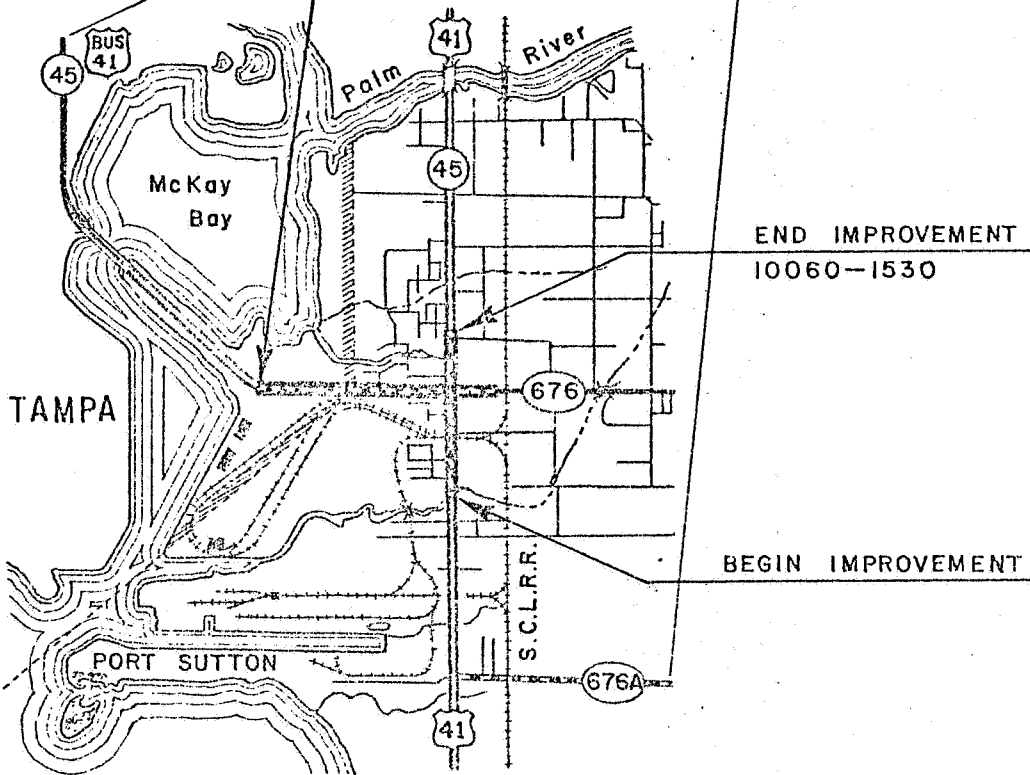 BUS
41
45
41
Palm River
45
McKay
Bay
END IMPROVEMENT
10060-1530
676
TAMPA
BEGIN IMPROVEMENT
S.C.L.R.R.
PORT SUTTON
676A
41